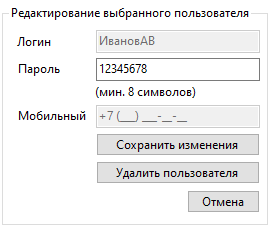 Редактирование выбранного пользователя
Логин ИвановАВ
Пароль 12345678
(мин. 8 символов)
Мобильный +7 (___) ___-__-__
Сохранить изменения
Удалить пользователя
Отмена